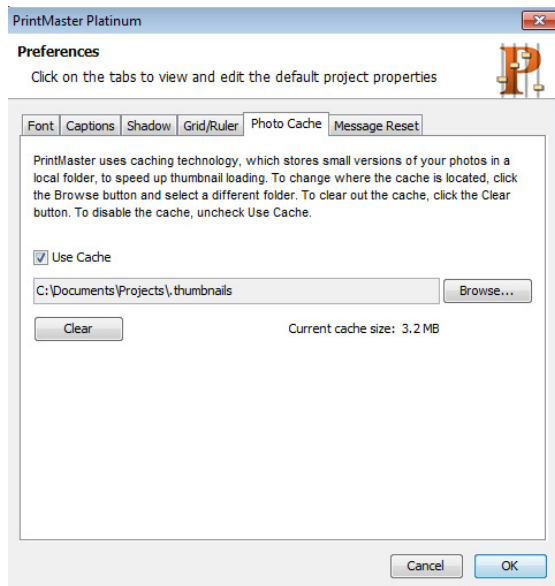 PrintMaster Platinum
Preferences
Click on the tabs to view and edit the default project properties
Font Captions Shadow Grid/Ruler Photo Cache Message Reset
PrintMaster uses caching technology, which stores small versions of your photos in a
local folder, to speed up thumbnail loading. To change where the cache is located, click
the Browse button and select a different folder. To clear out the cache, click the Clear
button. To disable the cache, uncheck Use Cache.
Use Cache
C:\Documents\Projects\.thumbnails Browse...
Clear Current cache size: 3.2 MB
Cancel OK